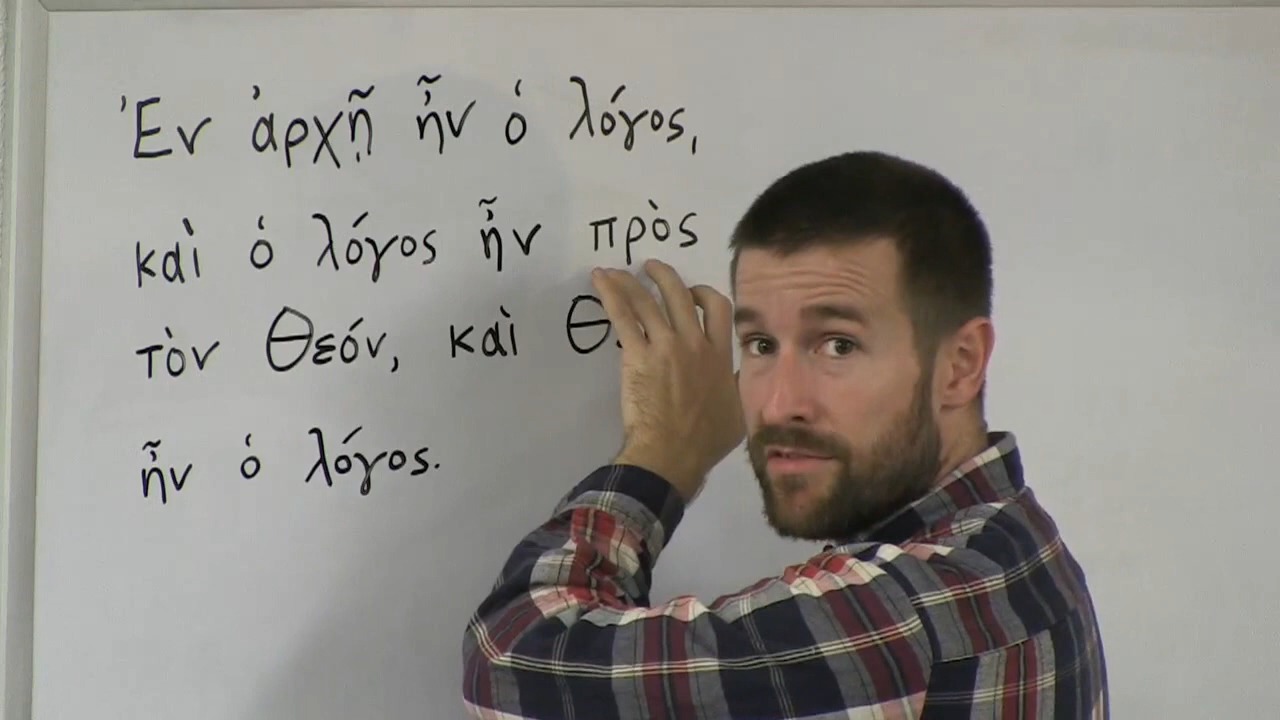 Ἐν ἀρχῇ ἦν ὁ λόγος,
καὶ ὁ λόγος ἦν πρὸς
τὸν Θεόν, καὶ
ἦν ὁ λόγος.